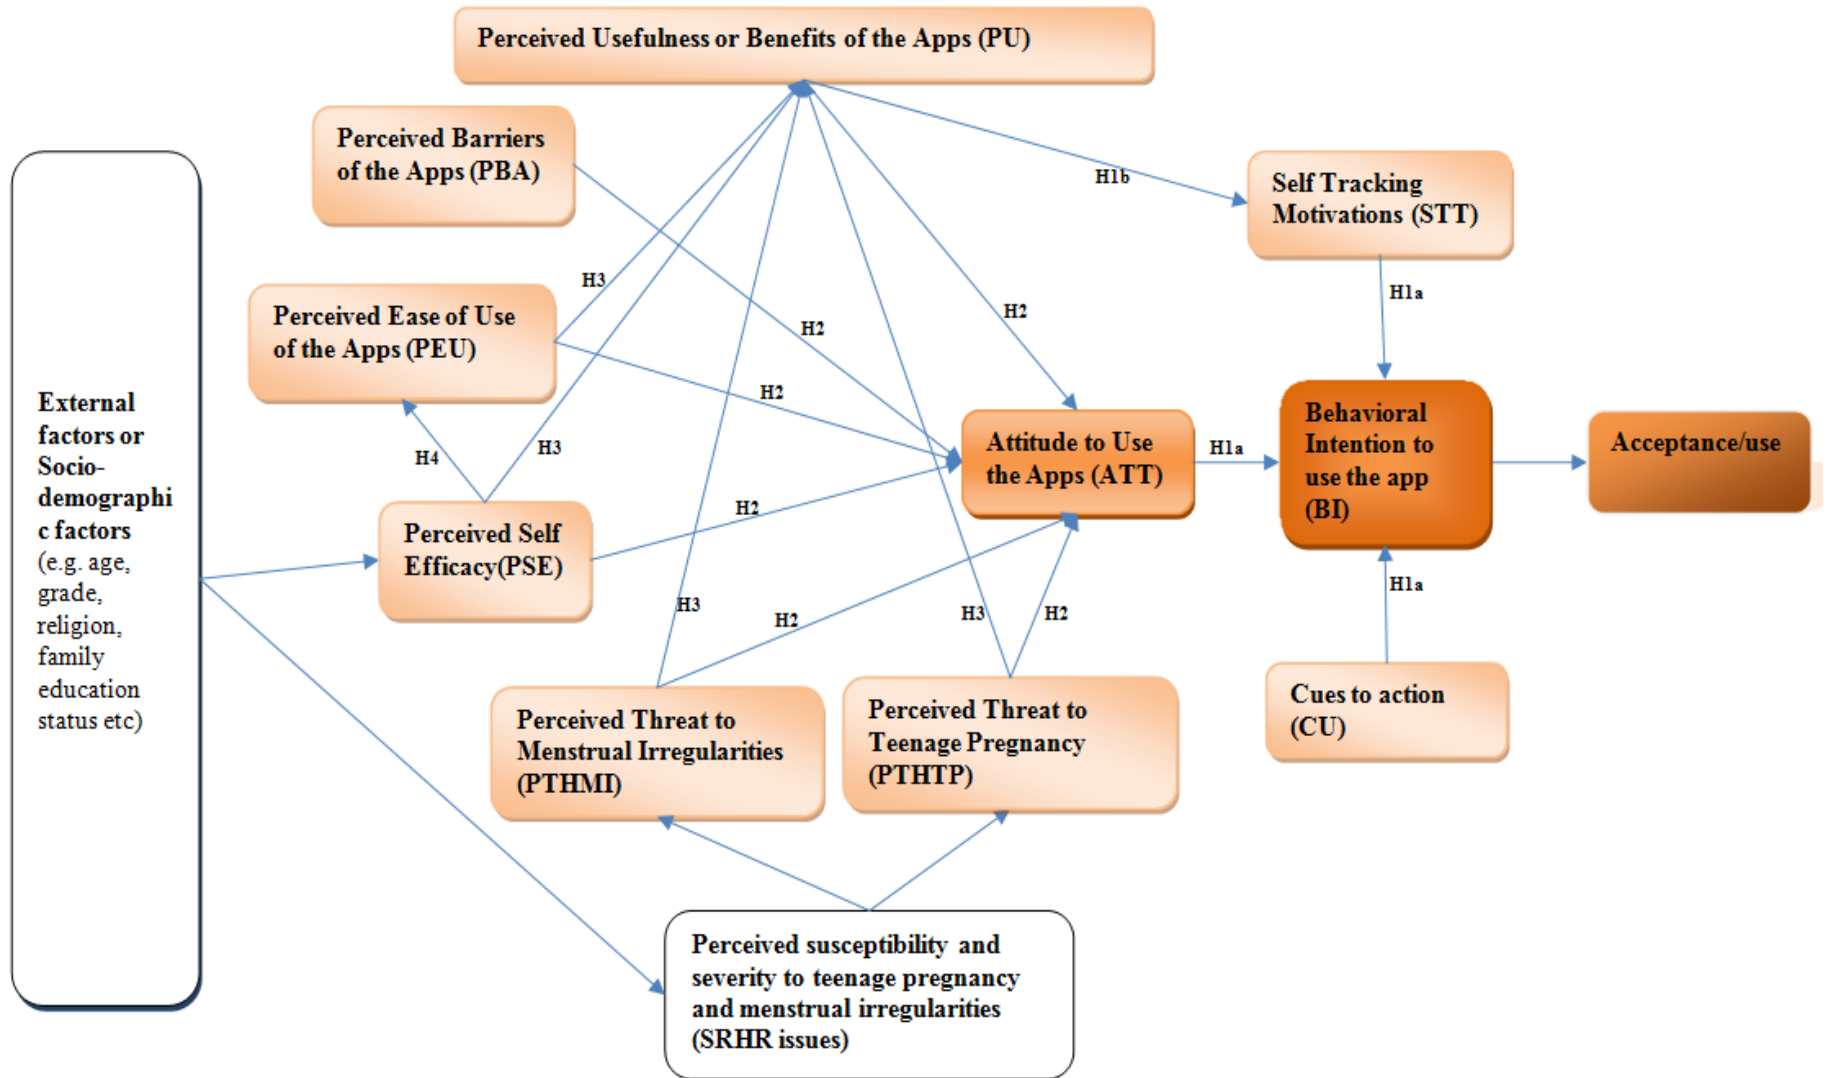 Perceived Usefulness or Benefits of the Apps (PU)
Perceived Barriers
of the Apps (PBA)
H1b
Self Tracking
Motivations (STT)
H3
H2
H2
H1a
Perceived Ease of Use
of the Apps (PEU)
H2
External
factors or
Socio-
demographi
c factors
(e.g. age,
grade,
religion,
family
education
status etc)
H4
H3
Attitude to Use
the Apps (ATT)
H1a
Behavioral
Intention to
use the app
(BI)
Acceptance/use
Perceived Self
Efficacy(PSE)
H2
H3
H2
H3
H2
H1a
Perceived Threat to
Menstrual Irregularities
(PTHMI)
Perceived Threat to
Teenage Pregnancy
(PTHTP)
Cues to action
(CU)
Perceived susceptibility and
severity to teenage pregnancy
and menstrual irregularities
(SRHR issues)